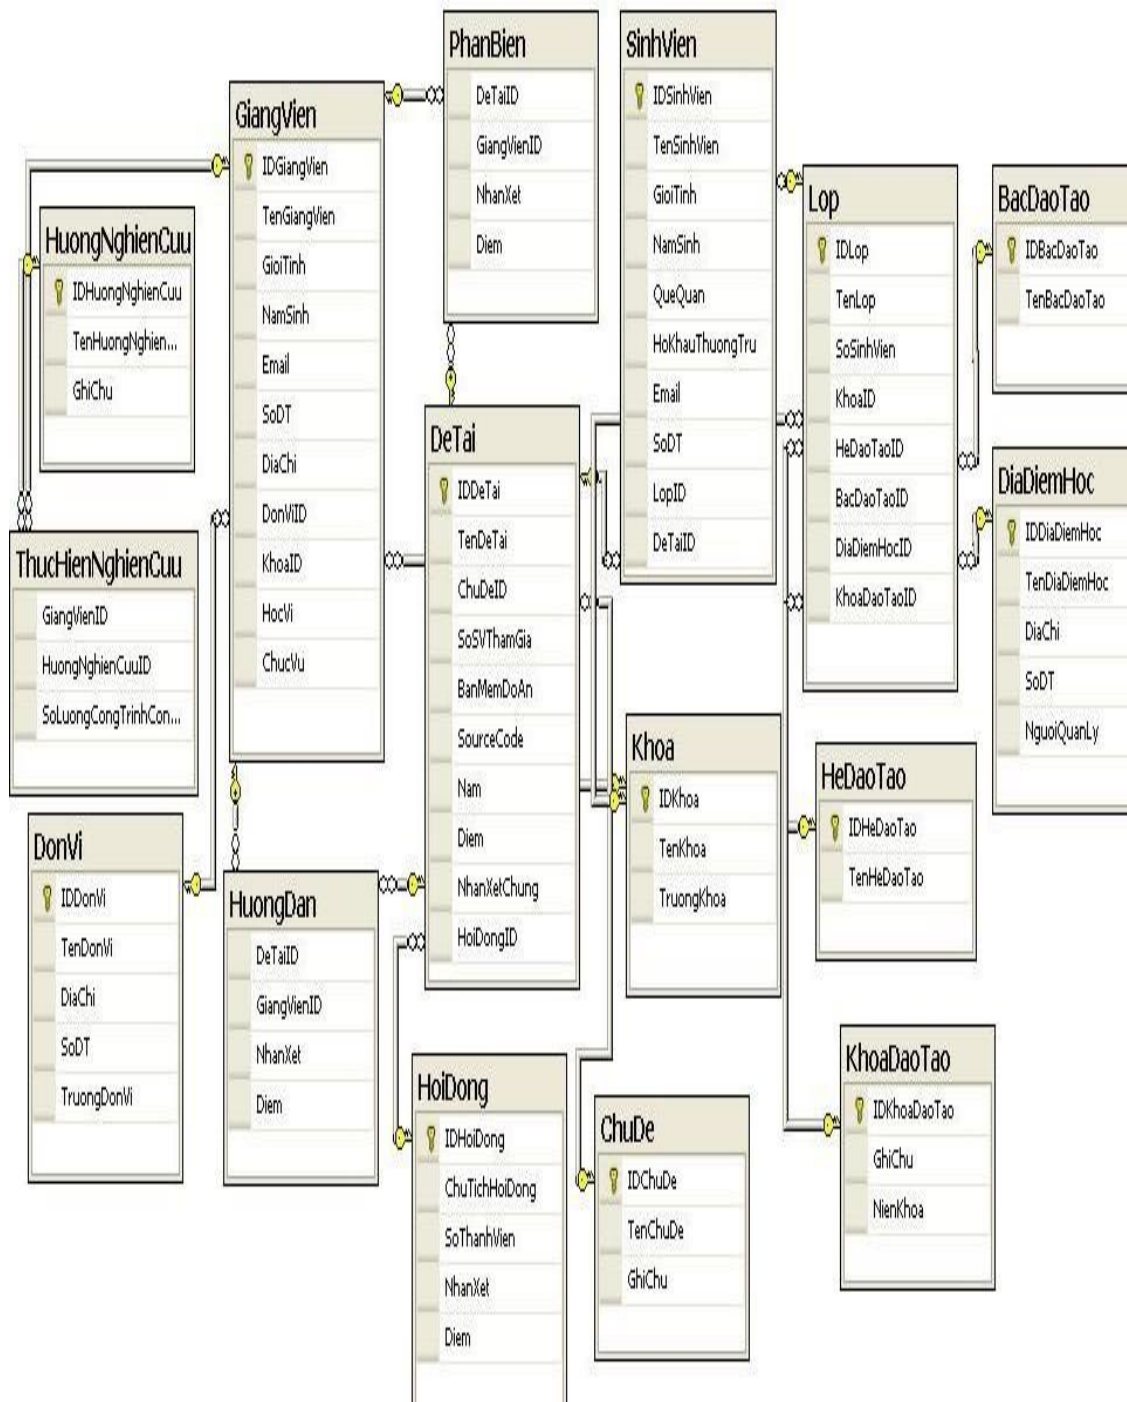 PhanBien
DeTaiID
GiangVienID
NhanXet
Diem
SinhVien
IDSinhVien
TenSinhVien
GioiTinh
NamSinh
QueQuan
HoKhauThuongTru
Email
SoDT
LopID
DeTaiID
GiangVien
IDGiangVien
TenGiangVien
GioiTinh
NamSinh
Email
SoDT
DiaChi
DonViID
KhoaID
HocVi
ChucVu
Lop
IDLop
TenLop
SoSinhVien
KhoaID
HeDaoTaoID
BacDaoTaoID
DiaDiemHocID
KhoaDaoTaoID
BacDaoTao
IDBacDaoTao
TenBacDaoTao
HuongNghienCuu
IDHuongNghienCuu
TenHuongNghien...
GhiChu
DeTai
IDDeTai
TenDeTai
ChuDeID
SoSVThamGia
BanMemDoAn
SourceCode
Nam
Diem
NhanXetChung
HoiDongID
DiaDiemHoc
IDDiaDiemHoc
TenDiaDiemHoc
DiaChi
SoDT
NguoiQuanLy
ThucHienNghienCuu
GiangVienID
HuongNghienCuuID
SoLuongCongTrinhCon...
Khoa
IDKhoa
TenKhoa
TruongKhoa
HeDaoTao
IDHeDaoTao
TenHeDaoTao
DonVi
IDDonVi
TenDonVi
DiaChi
SoDT
TruongDonVi
HuongDan
DeTaiID
GiangVienID
NhanXet
Diem
HoiDong
IDHoiDong
ChuTichHoiDong
SoThanhVien
NhanXet
Diem
ChuDe
IDChuDe
TenChuDe
GhiChu
KhoaDaoTao
IDKhoaDaoTao
GhiChu
NienKhoa